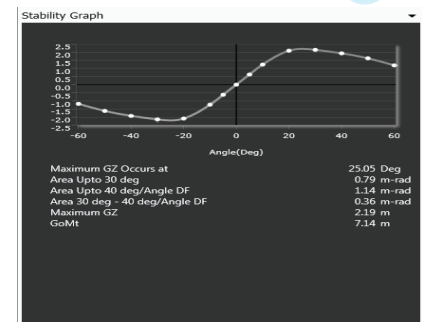 Stability Graph
2.5
2.0
1.5
1.0
0.5
0.0
-0.5
-1.0
-1.5
-2.0
-2.5
-60 -40 -20 0 20 40 60
Angle(Deg)
Maximum GZ Occurs at 25.05 Deg
Area Upto 30 deg 0.79 m-rad
Area Upto 40 deg/Angle DF 1.14 m-rad
Area 30 deg - 40 deg/Angle DF 0.36 m-rad
Maximum GZ 2.19 m
GoMt 7.14 m